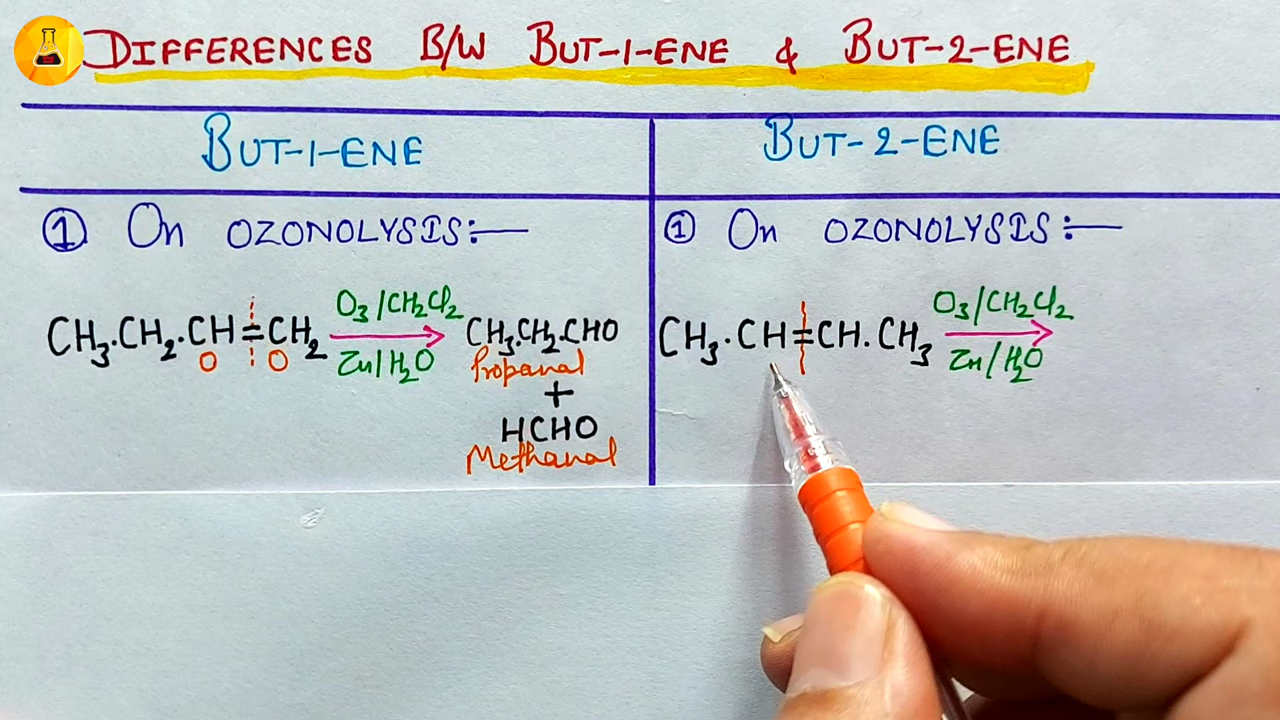 DIFFERENCES B/W BUT-1-ENE & BUT-2-ENE
BUT-1-ENE
① On OZONOLYSIS:—
O₃/CH₂Cl₂
CH₃.CH₂.CH=CH₂ CH₃.CH₂.CHO
O O
Zn/H₂O
Propanal
+
HCHO
Methanal
BUT-2-ENE
① On OZONOLYSIS:—
O₃/CH₂Cl₂
CH₃.CH=CH.CH₃
Zn/H₂O